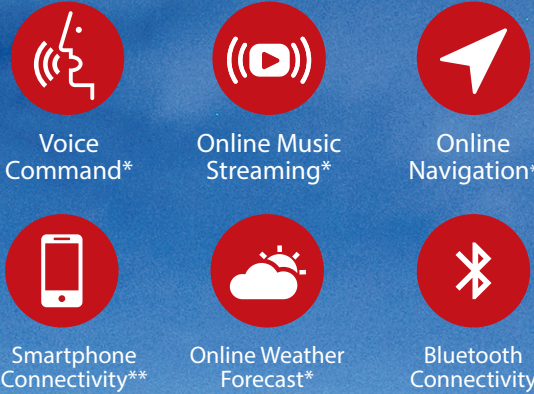 Voice
Command*
Online Music
Streaming*
Online
Navigation*
Smartphone
Connectivity**
Online Weather
Forecast*
Bluetooth
Connectivity